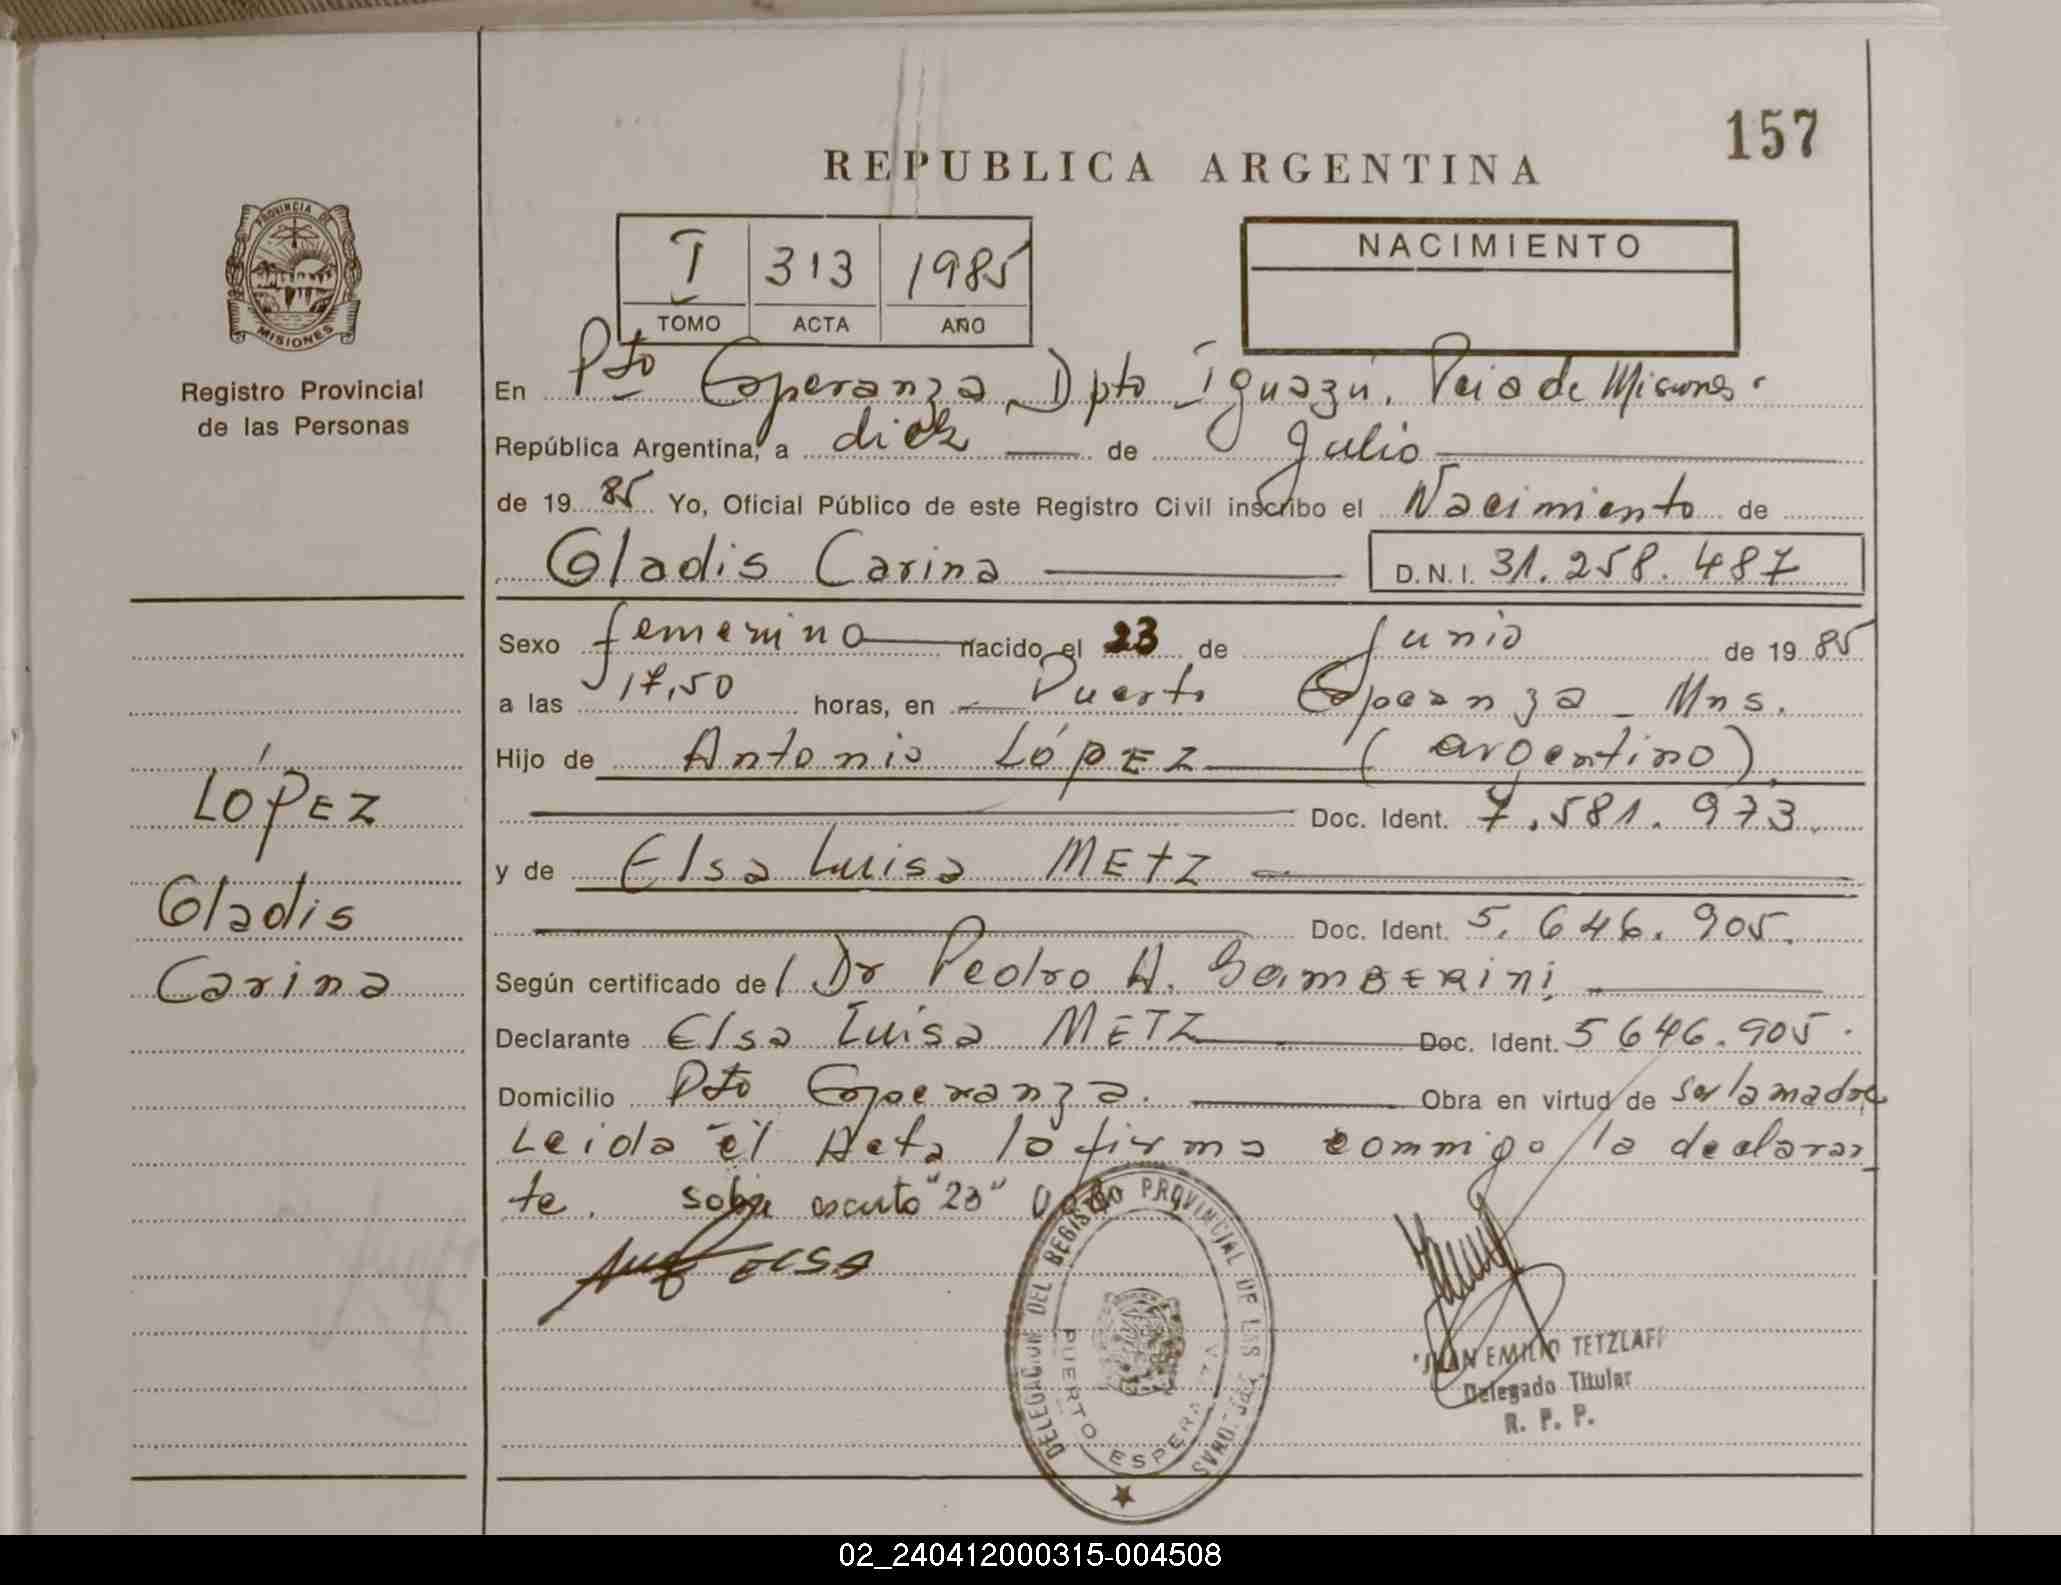 157
REPUBLICA ARGENTINA
I 313 1985
TOMO ACTA AÑO
NACIMIENTO
PROVINCIA DE
MISIONES
Registro Provincial
de las Personas
LÓPEZ
Gladis
Carina
En Pto Esperanza, Dpto Iguazú. Pcia de Misiones.
República Argentina, a diez de Julio
de 1985 Yo, Oficial Público de este Registro Civil inscribo el Nacimiento de
Gladis Carina D.N.I. 31.258.487
Sexo femenino nacido el 23 de Junio de 1985
a las 17,50 horas, en Puerto Esperanza - Mns.
Hijo de Antonio LÓPEZ (argentino),
Doc. Ident. 7.581.973.
y de Elsa Luisa METZ
Doc. Ident. 5.646.905.
Según certificado del Dr Pedro A. GAMBERINI
Declarante Elsa Luisa METZ Doc. Ident. 5646.905.
Domicilio Pto Esperanza. Obra en virtud de ser la madre
Leida el Acta la firma conmigo la declaran
te. sobre escrito "23" Vale
ELSA
DELEGACION DEL REGISTRO PROVINCIAL DE LAS PERSONAS
PUERTO ESPERANZA
JUAN EMILIO TETZLAFF
Delegado Titular
R. P. P.
02_240412000315-004508